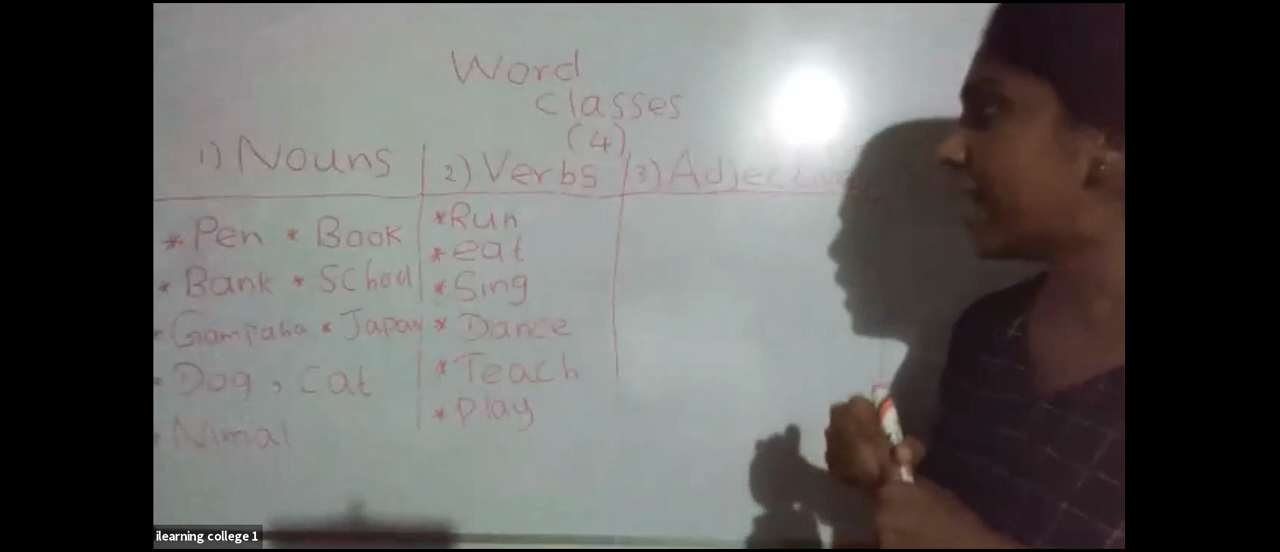 Word
Classes
(4)
1) Nouns
2) Verbs
3) Adjective
* Pen * Book
* Bank * School
* Gampaha * Japan
* Dog, Cat
* Nimal
* Run
* eat
* Sing
* Dance
* Teach
* Play
ilearning college 1